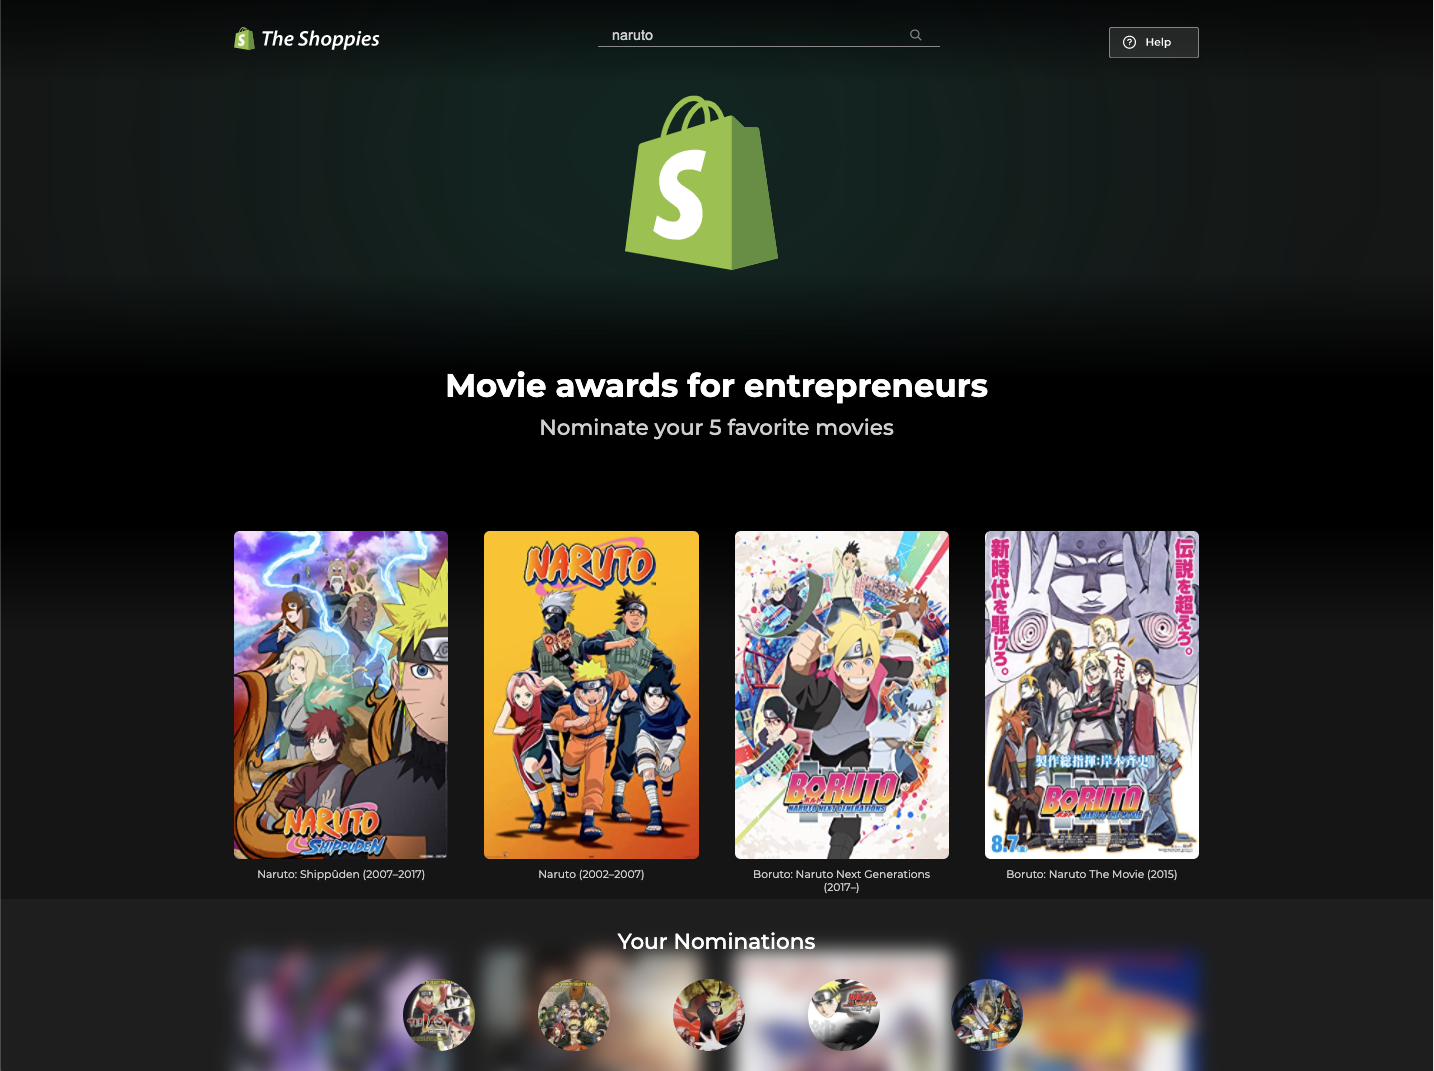 The Shoppies
naruto
Help
S
Movie awards for entrepreneurs
Nominate your 5 favorite movies
NARUTO
SHIPPUDEN
NARUTO
BORUTO
NARUTO NEXT GENERATIONS
新時代を駆けろ。
伝説を超えろ。
製作総指揮:岸本斉史
BORUTO
NARUTO THE MOVIE
8.7
Naruto: Shippûden (2007–2017)
Naruto (2002–2007)
Boruto: Naruto Next Generations
(2017–)
Boruto: Naruto The Movie (2015)
Your Nominations